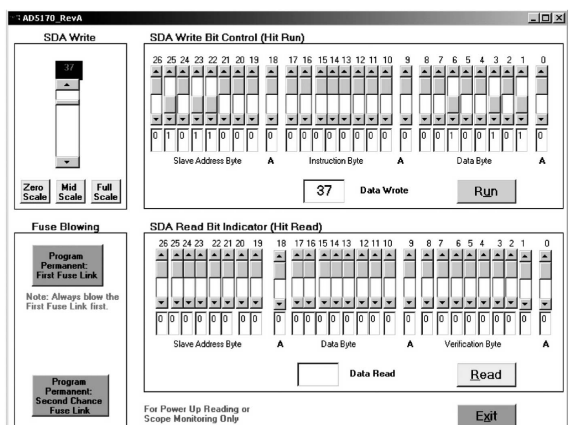 AD5170_RevA
SDA Write
SDA Write Bit Control (Hit Run)
37
26 25 24 23 22 21 20 19 18 17 16 15 14 13 12 11 10 9 8 7 6 5 4 3 2 1 0
0 1 0 1 1 0 0 0 0 0 0 0 0 0 0 0 0 0 0 0 1 0 0 1 0 1 0
Slave Address Byte A Instruction Byte A Data Byte A
Zero Scale
Mid Scale
Full Scale
37 Data Wrote Run
Fuse Blowing
SDA Read Bit Indicator (Hit Read)
Program
Permanent:
First Fuse Link
Note: Always blow the
First Fuse Link first.
26 25 24 23 22 21 20 19 18 17 16 15 14 13 12 11 10 9 8 7 6 5 4 3 2 1 0
0 0 0 0 0 0 0 0 0 0 0 0 0 0 0 0 0 0 0 0 0 0 0 0 0 0 0
Slave Address Byte A Data Byte A Verification Byte A
Data Read Read
Program
Permanent:
Second Chance
Fuse Link
For Power Up Reading or
Scope Monitoring Only
Exit